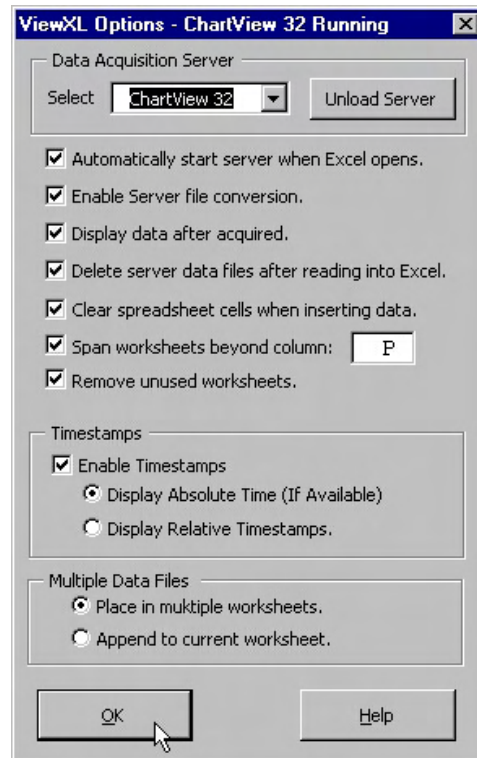 ViewXL Options - ChartView 32 Running
Data Acquisition Server
Select ChartView 32 Unload Server
Automatically start server when Excel opens.
Enable Server file conversion.
Display data after acquired.
Delete server data files after reading into Excel.
Clear spreadsheet cells when inserting data.
Span worksheets beyond column: P
Remove unused worksheets.
Timestamps
Enable Timestamps
Display Absolute Time (If Available)
Display Relative Timestamps.
Multiple Data Files
Place in muktiple worksheets.
Append to current worksheet.
OK Help